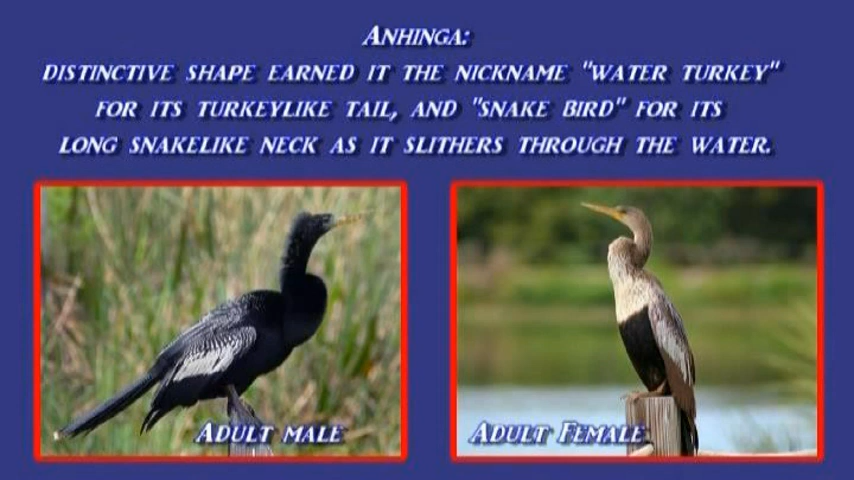 Anhinga:
distinctive shape earned it the nickname "water turkey"
for its turkeylike tail, and "snake bird" for its
long snakelike neck as it slithers through the water.
Adult male
Adult Female